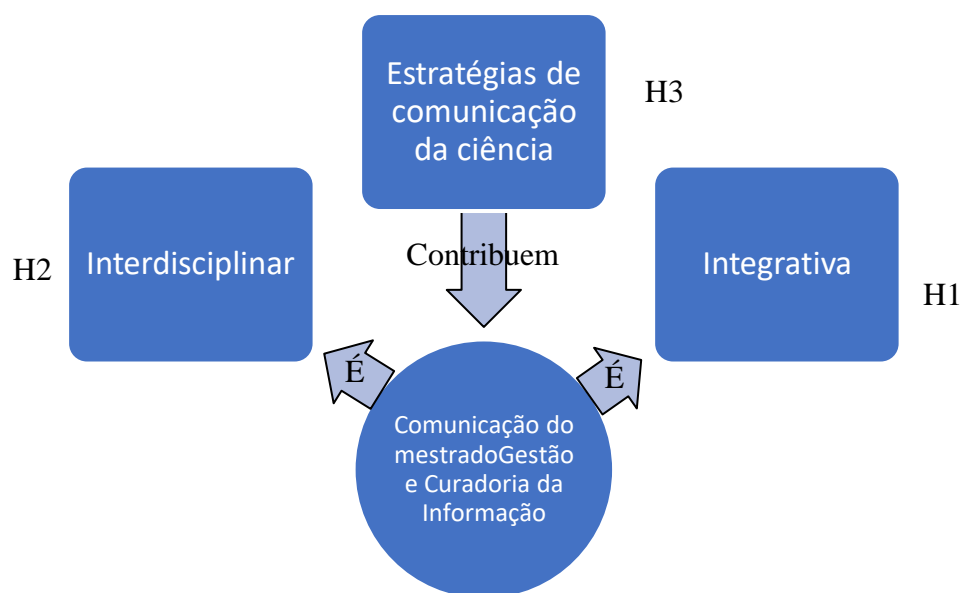 Estratégias de
comunicação
da ciência
H3
Interdisciplinar
H2
Contribuem
Integrativa
H1
É
É
Comunicação do
mestradoGestão
e Curadoria da
Informação